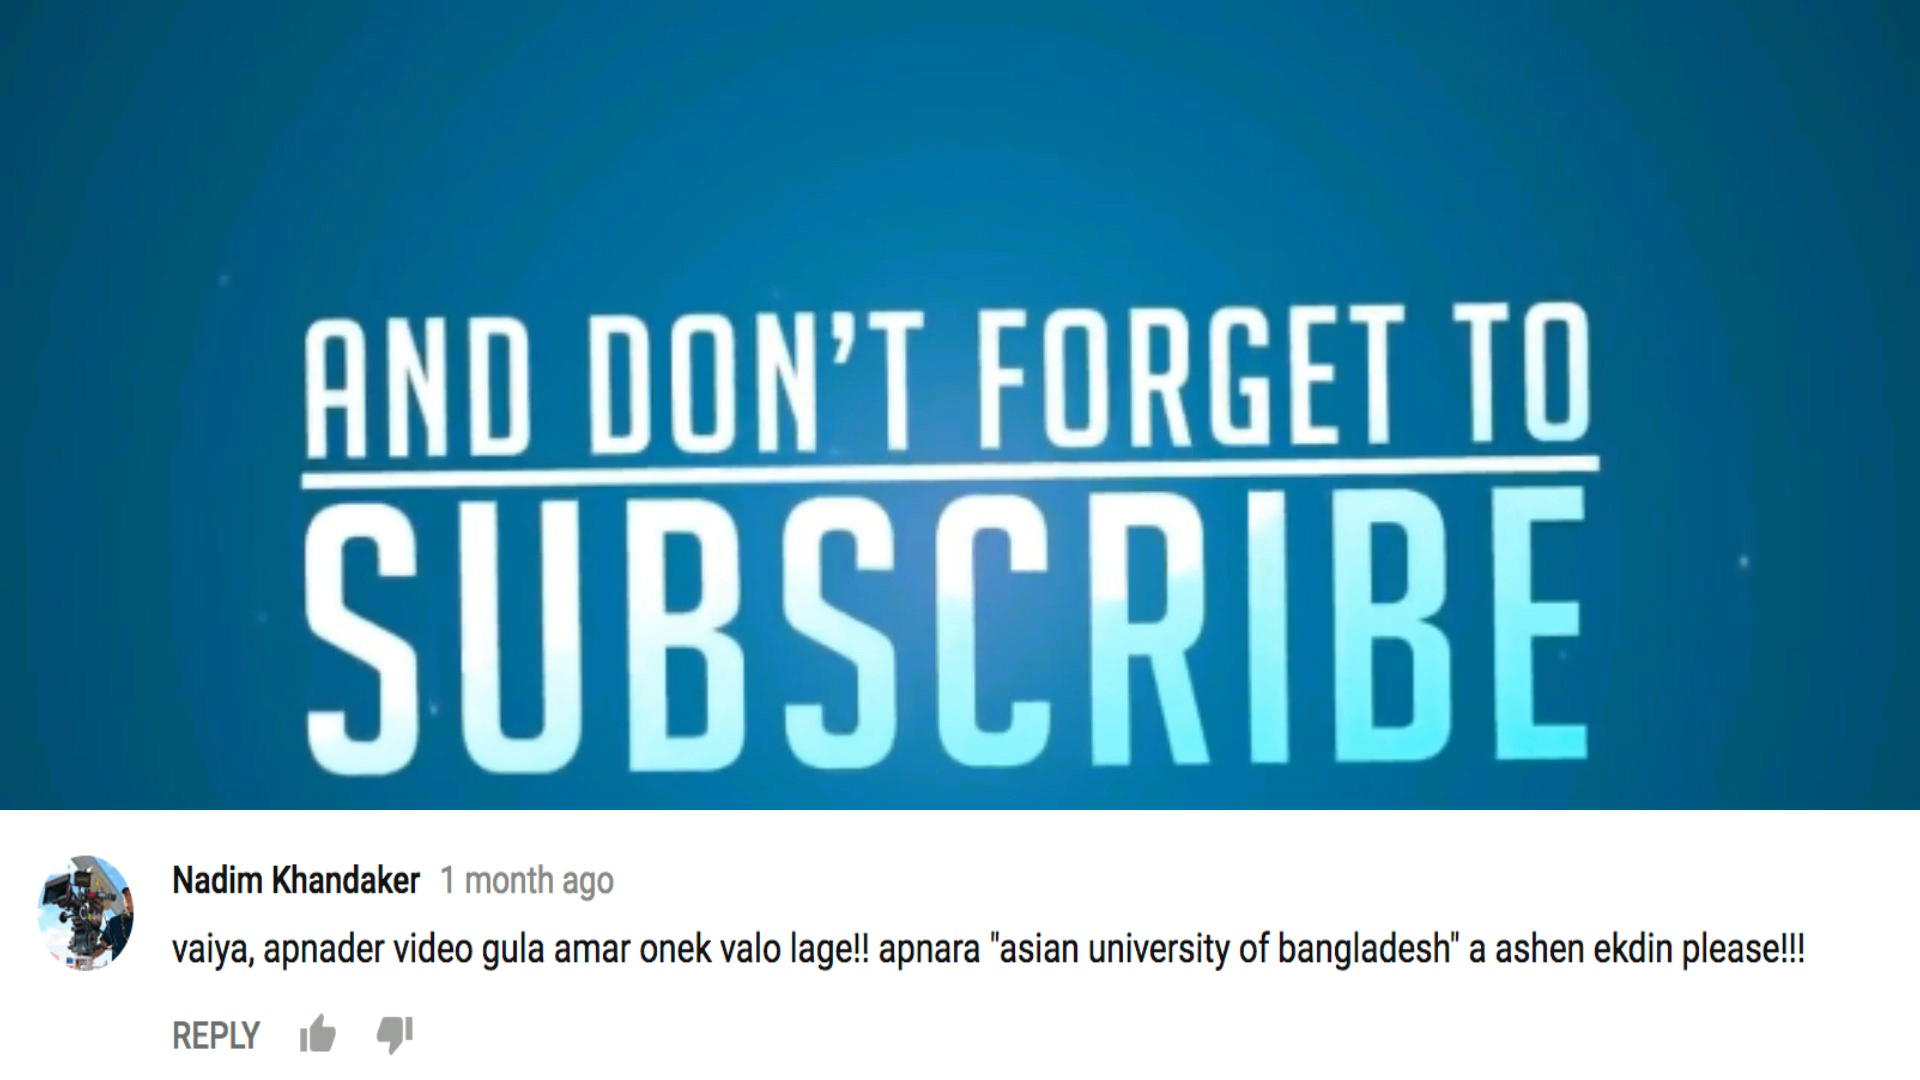 AND DON'T FORGET TO
SUBSCRIBE
Nadim Khandaker 1 month ago
vaiya, apnader video gula amar onek valo lage!! apnara "asian university of bangladesh" a ashen ekdin please!!!
REPLY